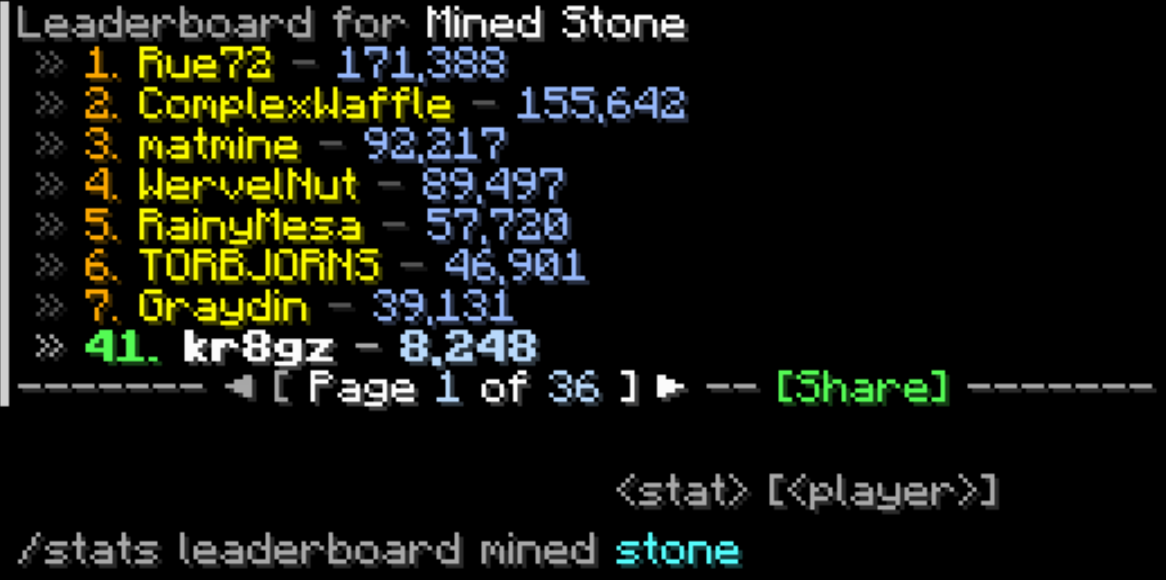 Leaderboard for Mined Stone
» 1. Rue72 – 171,388
» 2. ComplexWaffle – 155,642
» 3. matmine – 92,217
» 4. WervelNut – 89,497
» 5. RainyMesa – 57,720
» 6. TORBJORNS – 46,901
» 7. Graydin – 39,131
» 41. kr8gz – 8,248
------- ◀ [ Page 1 of 36 ] ▶ -- [Share] -------
<stat> [<player>]
/stats leaderboard mined stone